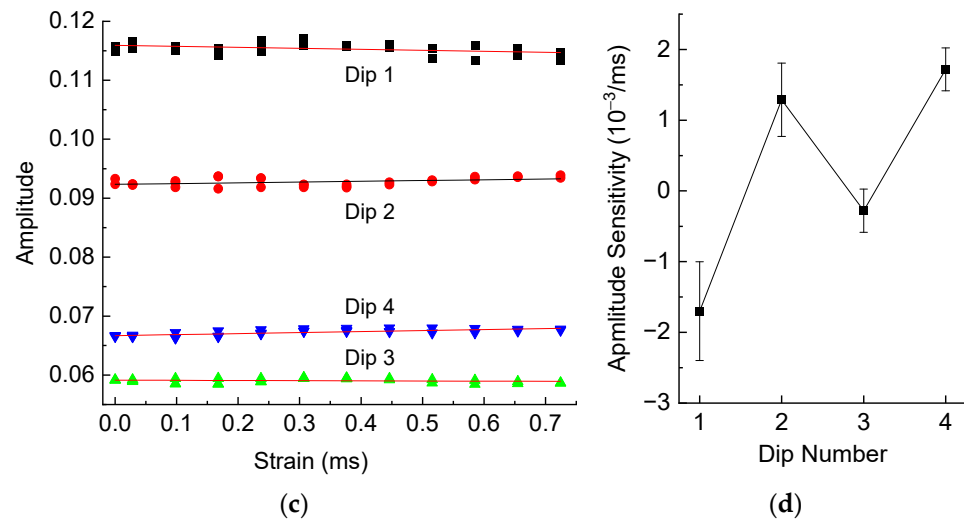 0.12
0.11
0.10
0.09
0.08
0.07
0.06
Amplitude
Dip 1
Dip 2
Dip 4
Dip 3
0.0 0.1 0.2 0.3 0.4 0.5 0.6 0.7
Strain (ms)
(c)
2
1
0
−1
−2
−3
Apmlitude Sensitivity (10⁻³/ms)
1 2 3 4
Dip Number
(d)